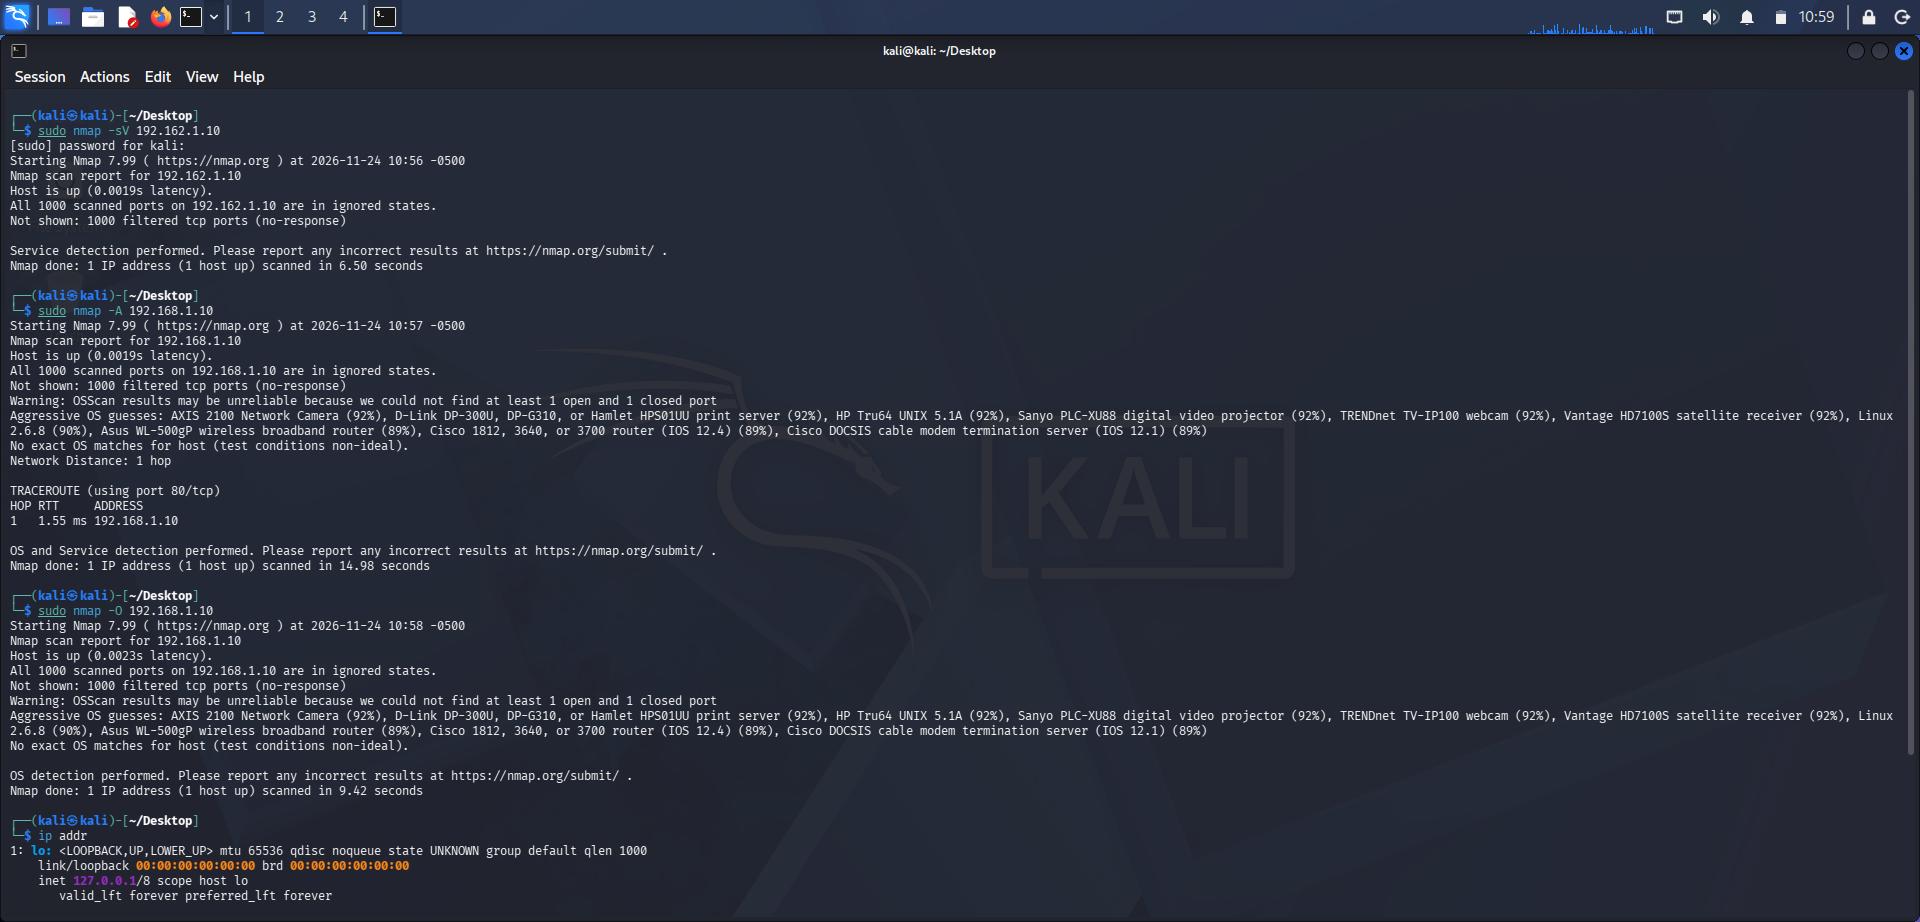 1 2 3 4 10:59
kali@kali: ~/Desktop
Session Actions Edit View Help
┌──(kali㉿kali)-[~/Desktop]
└─$ sudo nmap -sV 192.162.1.10
[sudo] password for kali:
Starting Nmap 7.99 ( https://nmap.org ) at 2026-11-24 10:56 -0500
Nmap scan report for 192.162.1.10
Host is up (0.0019s latency).
All 1000 scanned ports on 192.162.1.10 are in ignored states.
Not shown: 1000 filtered tcp ports (no-response)
Service detection performed. Please report any incorrect results at https://nmap.org/submit/ .
Nmap done: 1 IP address (1 host up) scanned in 6.50 seconds
┌──(kali㉿kali)-[~/Desktop]
└─$ sudo nmap -A 192.168.1.10
Starting Nmap 7.99 ( https://nmap.org ) at 2026-11-24 10:57 -0500
Nmap scan report for 192.168.1.10
Host is up (0.0019s latency).
All 1000 scanned ports on 192.168.1.10 are in ignored states.
Not shown: 1000 filtered tcp ports (no-response)
Warning: OSScan results may be unreliable because we could not find at least 1 open and 1 closed port
Aggressive OS guesses: AXIS 2100 Network Camera (92%), D-Link DP-300U, DP-G310, or Hamlet HPS01UU print server (92%), HP Tru64 UNIX 5.1A (92%), Sanyo PLC-XU88 digital video projector (92%), TRENDnet TV-IP100 webcam (92%), Vantage HD7100S satellite receiver (92%), Linux
2.6.8 (90%), Asus WL-500gP wireless broadband router (89%), Cisco 1812, 3640, or 3700 router (IOS 12.4) (89%), Cisco DOCSIS cable modem termination server (IOS 12.1) (89%)
No exact OS matches for host (test conditions non-ideal).
Network Distance: 1 hop
TRACEROUTE (using port 80/tcp)
HOP RTT     ADDRESS
1   1.55 ms 192.168.1.10
OS and Service detection performed. Please report any incorrect results at https://nmap.org/submit/ .
Nmap done: 1 IP address (1 host up) scanned in 14.98 seconds
┌──(kali㉿kali)-[~/Desktop]
└─$ sudo nmap -O 192.168.1.10
Starting Nmap 7.99 ( https://nmap.org ) at 2026-11-24 10:58 -0500
Nmap scan report for 192.168.1.10
Host is up (0.0023s latency).
All 1000 scanned ports on 192.168.1.10 are in ignored states.
Not shown: 1000 filtered tcp ports (no-response)
Warning: OSScan results may be unreliable because we could not find at least 1 open and 1 closed port
Aggressive OS guesses: AXIS 2100 Network Camera (92%), D-Link DP-300U, DP-G310, or Hamlet HPS01UU print server (92%), HP Tru64 UNIX 5.1A (92%), Sanyo PLC-XU88 digital video projector (92%), TRENDnet TV-IP100 webcam (92%), Vantage HD7100S satellite receiver (92%), Linux
2.6.8 (90%), Asus WL-500gP wireless broadband router (89%), Cisco 1812, 3640, or 3700 router (IOS 12.4) (89%), Cisco DOCSIS cable modem termination server (IOS 12.1) (89%)
No exact OS matches for host (test conditions non-ideal).
OS detection performed. Please report any incorrect results at https://nmap.org/submit/ .
Nmap done: 1 IP address (1 host up) scanned in 9.42 seconds
┌──(kali㉿kali)-[~/Desktop]
└─$ ip addr
1: lo: <LOOPBACK,UP,LOWER_UP> mtu 65536 qdisc noqueue state UNKNOWN group default qlen 1000
    link/loopback 00:00:00:00:00:00 brd 00:00:00:00:00:00
    inet 127.0.0.1/8 scope host lo
       valid_lft forever preferred_lft forever
KALI